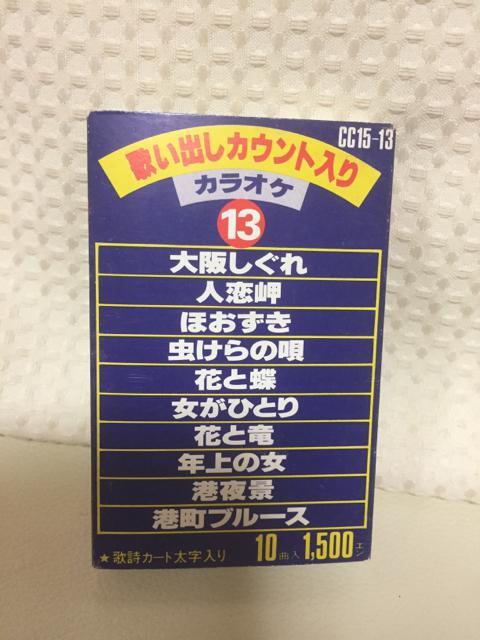 CC15-13
歌い出しカウント入り
カラオケ
13
大阪しぐれ
人恋岬
ほおずき
虫けらの唄
花と蝶
女がひとり
花と竜
年上の女
港夜景
港町ブルース
★歌詩カート太字入り 10曲入 1,500エン